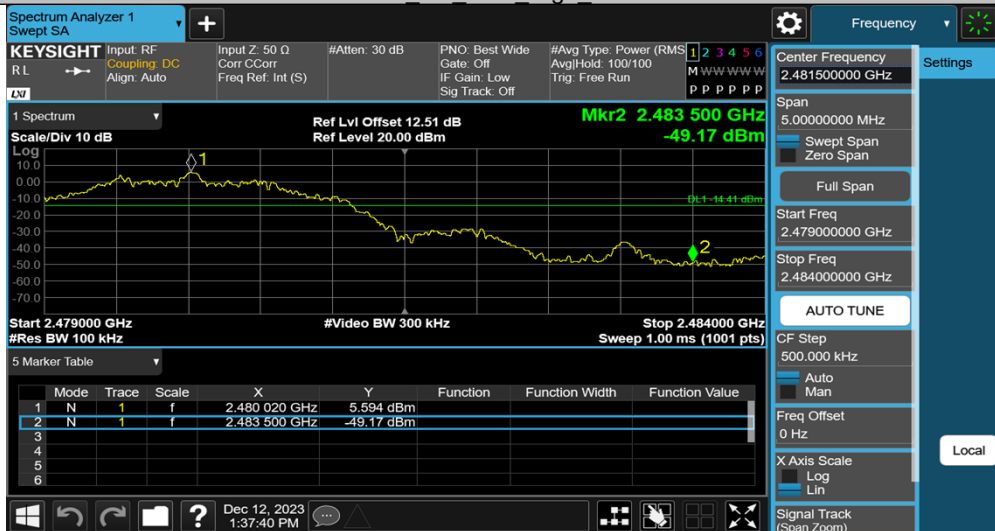 Spectrum Analyzer 1
Swept SA
+
Frequency
KEYSIGHT
RL
LXI
Input: RF
Coupling: DC
Align: Auto
Input Z: 50 Ω
Corr CCorr
Freq Ref: Int (S)
#Atten: 30 dB
PNO: Best Wide
Gate: Off
IF Gain: Low
Sig Track: Off
#Avg Type: Power (RMS
Avg|Hold: 100/100
Trig: Free Run
1 2 3 4 5 6
M W W W W W
P P P P P P
1 Spectrum
Scale/Div 10 dB
Ref Lvl Offset 12.51 dB
Ref Level 20.00 dBm
Mkr2 2.483 500 GHz
-49.17 dBm
Log
10.0
0.00
-10.0
-20.0
-30.0
-40.0
-50.0
-60.0
-70.0
1
DL1 -14.41 dBm
2
Start 2.479000 GHz
#Res BW 100 kHz
#Video BW 300 kHz
Stop 2.484000 GHz
Sweep 1.00 ms (1001 pts)
5 Marker Table
Mode Trace Scale X Y Function Function Width Function Value
1 N 1 f 2.480 020 GHz 5.594 dBm
2 N 1 f 2.483 500 GHz -49.17 dBm
3
4
5
6
Center Frequency
2.481500000 GHz
Span
5.00000000 MHz
Swept Span
Zero Span
Full Span
Start Freq
2.479000000 GHz
Stop Freq
2.484000000 GHz
AUTO TUNE
CF Step
500.000 kHz
Auto
Man
Freq Offset
0 Hz
X Axis Scale
Log
Lin
Signal Track
(Span Zoom)
Settings
Local
?
Dec 12, 2023
1:37:40 PM